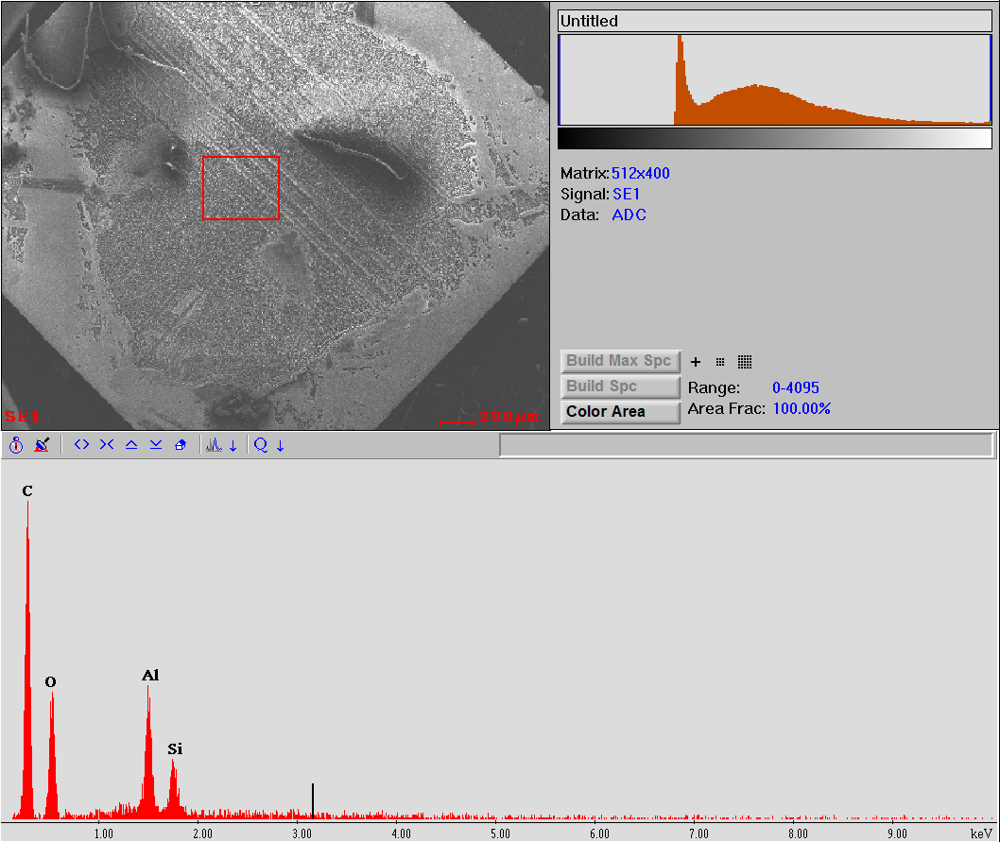 Untitled
Matrix: 512x400
Signal: SE1
Data: ADC
Build Max Spc
Build Spc
Range: 0-4095
Color Area
Area Frac: 100.00%
SE1
200µm
Q
C
O
Al
Si
1.00 2.00 3.00 4.00 5.00 6.00 7.00 8.00 9.00 keV